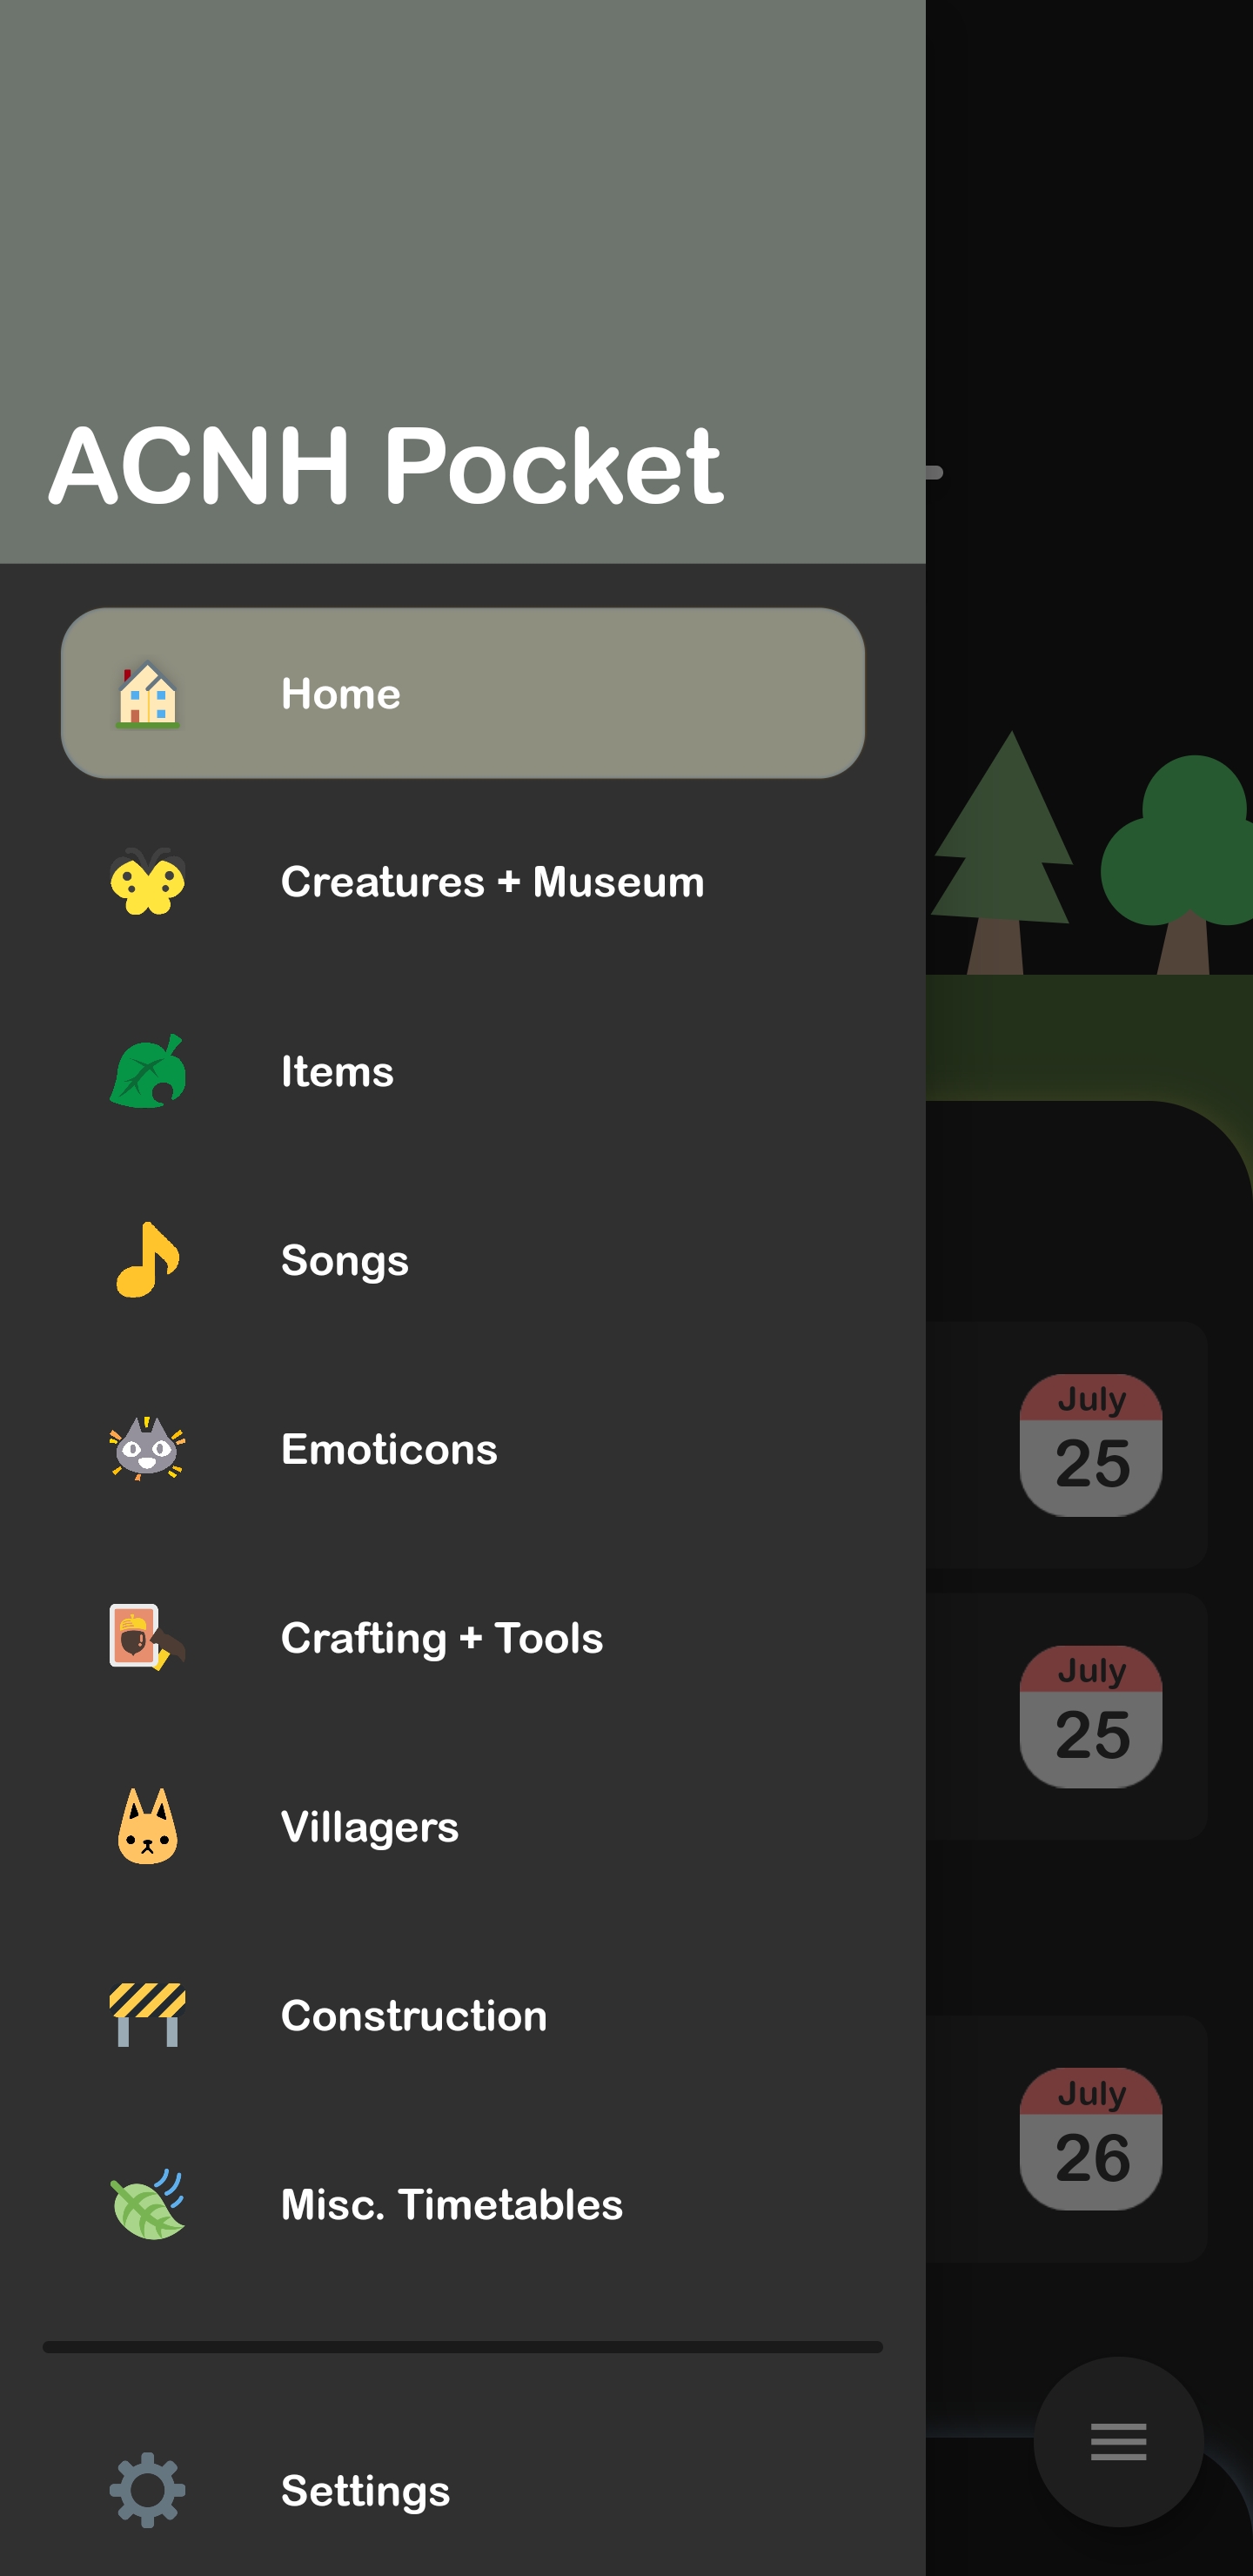 ACNH Pocket
Home
Creatures + Museum
Items
Songs
July
25
Emoticons
Crafting + Tools
July
25
Villagers
Construction
July
26
Misc. Timetables
Settings